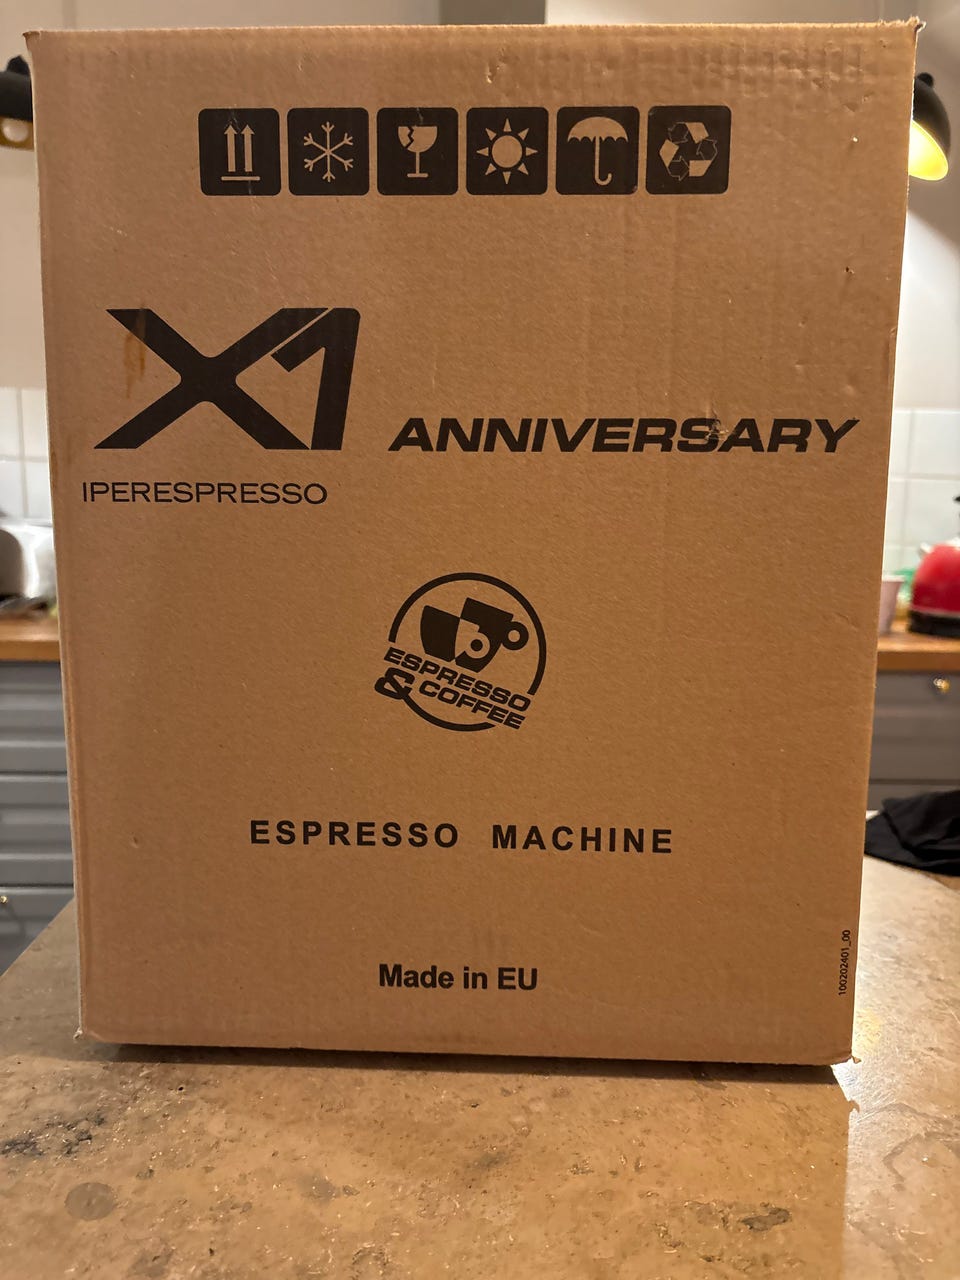 X1
ANNIVERSARY
IPERESPRESSO
ESPRESSO
& COFFEE
ESPRESSO MACHINE
Made in EU
100202401_00